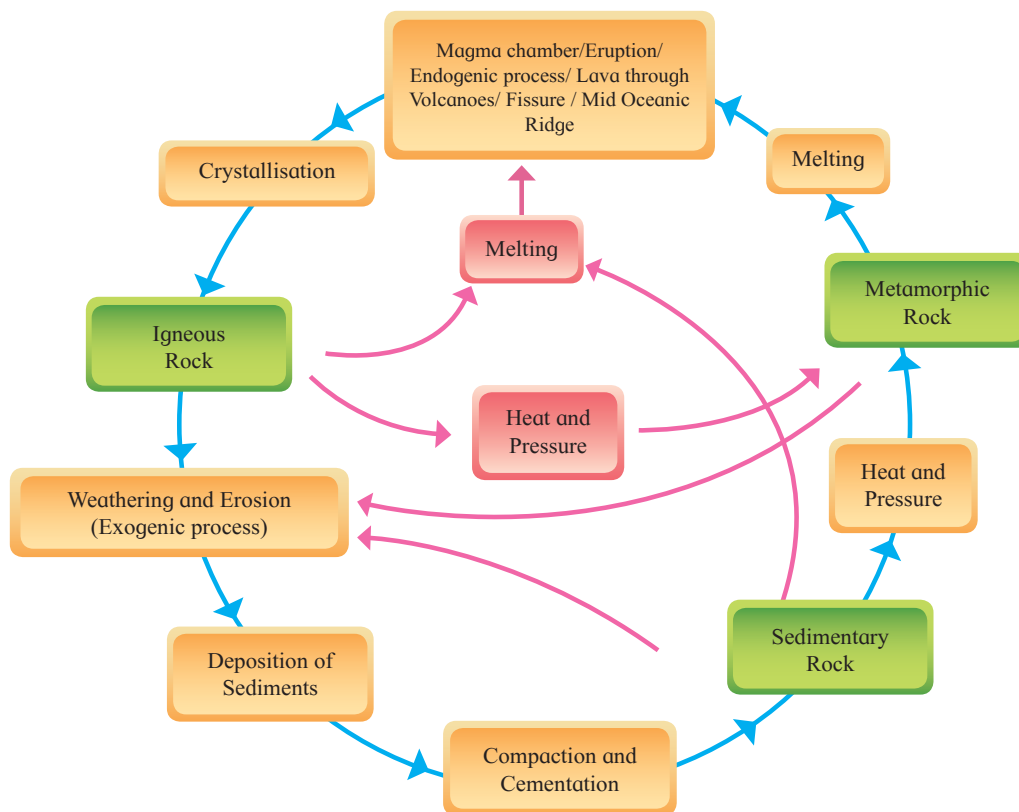 Magma chamber/Eruption/
Endogenic process/ Lava through
Volcanoes/ Fissure / Mid Oceanic
Ridge
Crystallisation
Melting
Melting
Metamorphic
Rock
Igneous
Rock
Heat and
Pressure
Heat and
Pressure
Weathering and Erosion
(Exogenic process)
Sedimentary
Rock
Deposition of
Sediments
Compaction and
Cementation